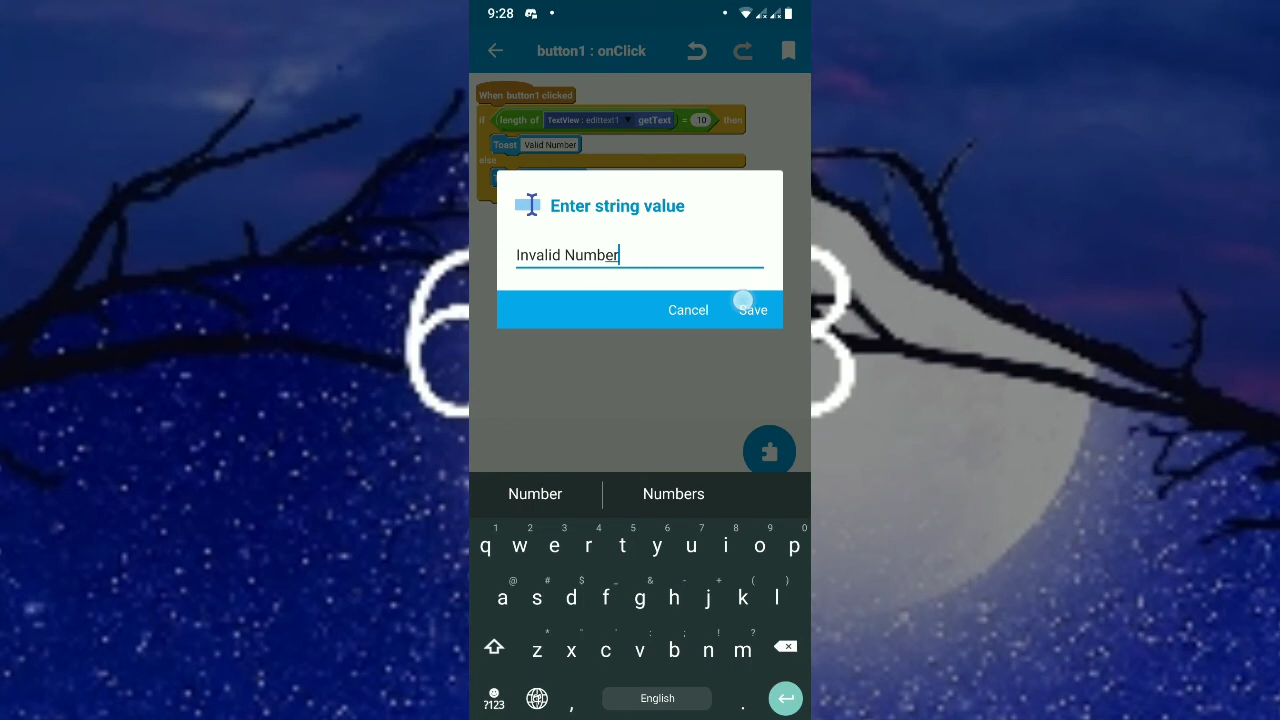 9:28
button1 : onClick
When button1 clicked
if length of TextView : edittext1 getText = 10 then
Toast Valid Number
else
Enter string value
Invalid Number
Cancel Save
Number Numbers
1 2 3 4 5 6 7 8 9 0
q w e r t y u i o p
@ # $ _ & - + ( )
a s d f g h j k l
* " ' : ; ! ?
z x c v b n m
?123 , English .